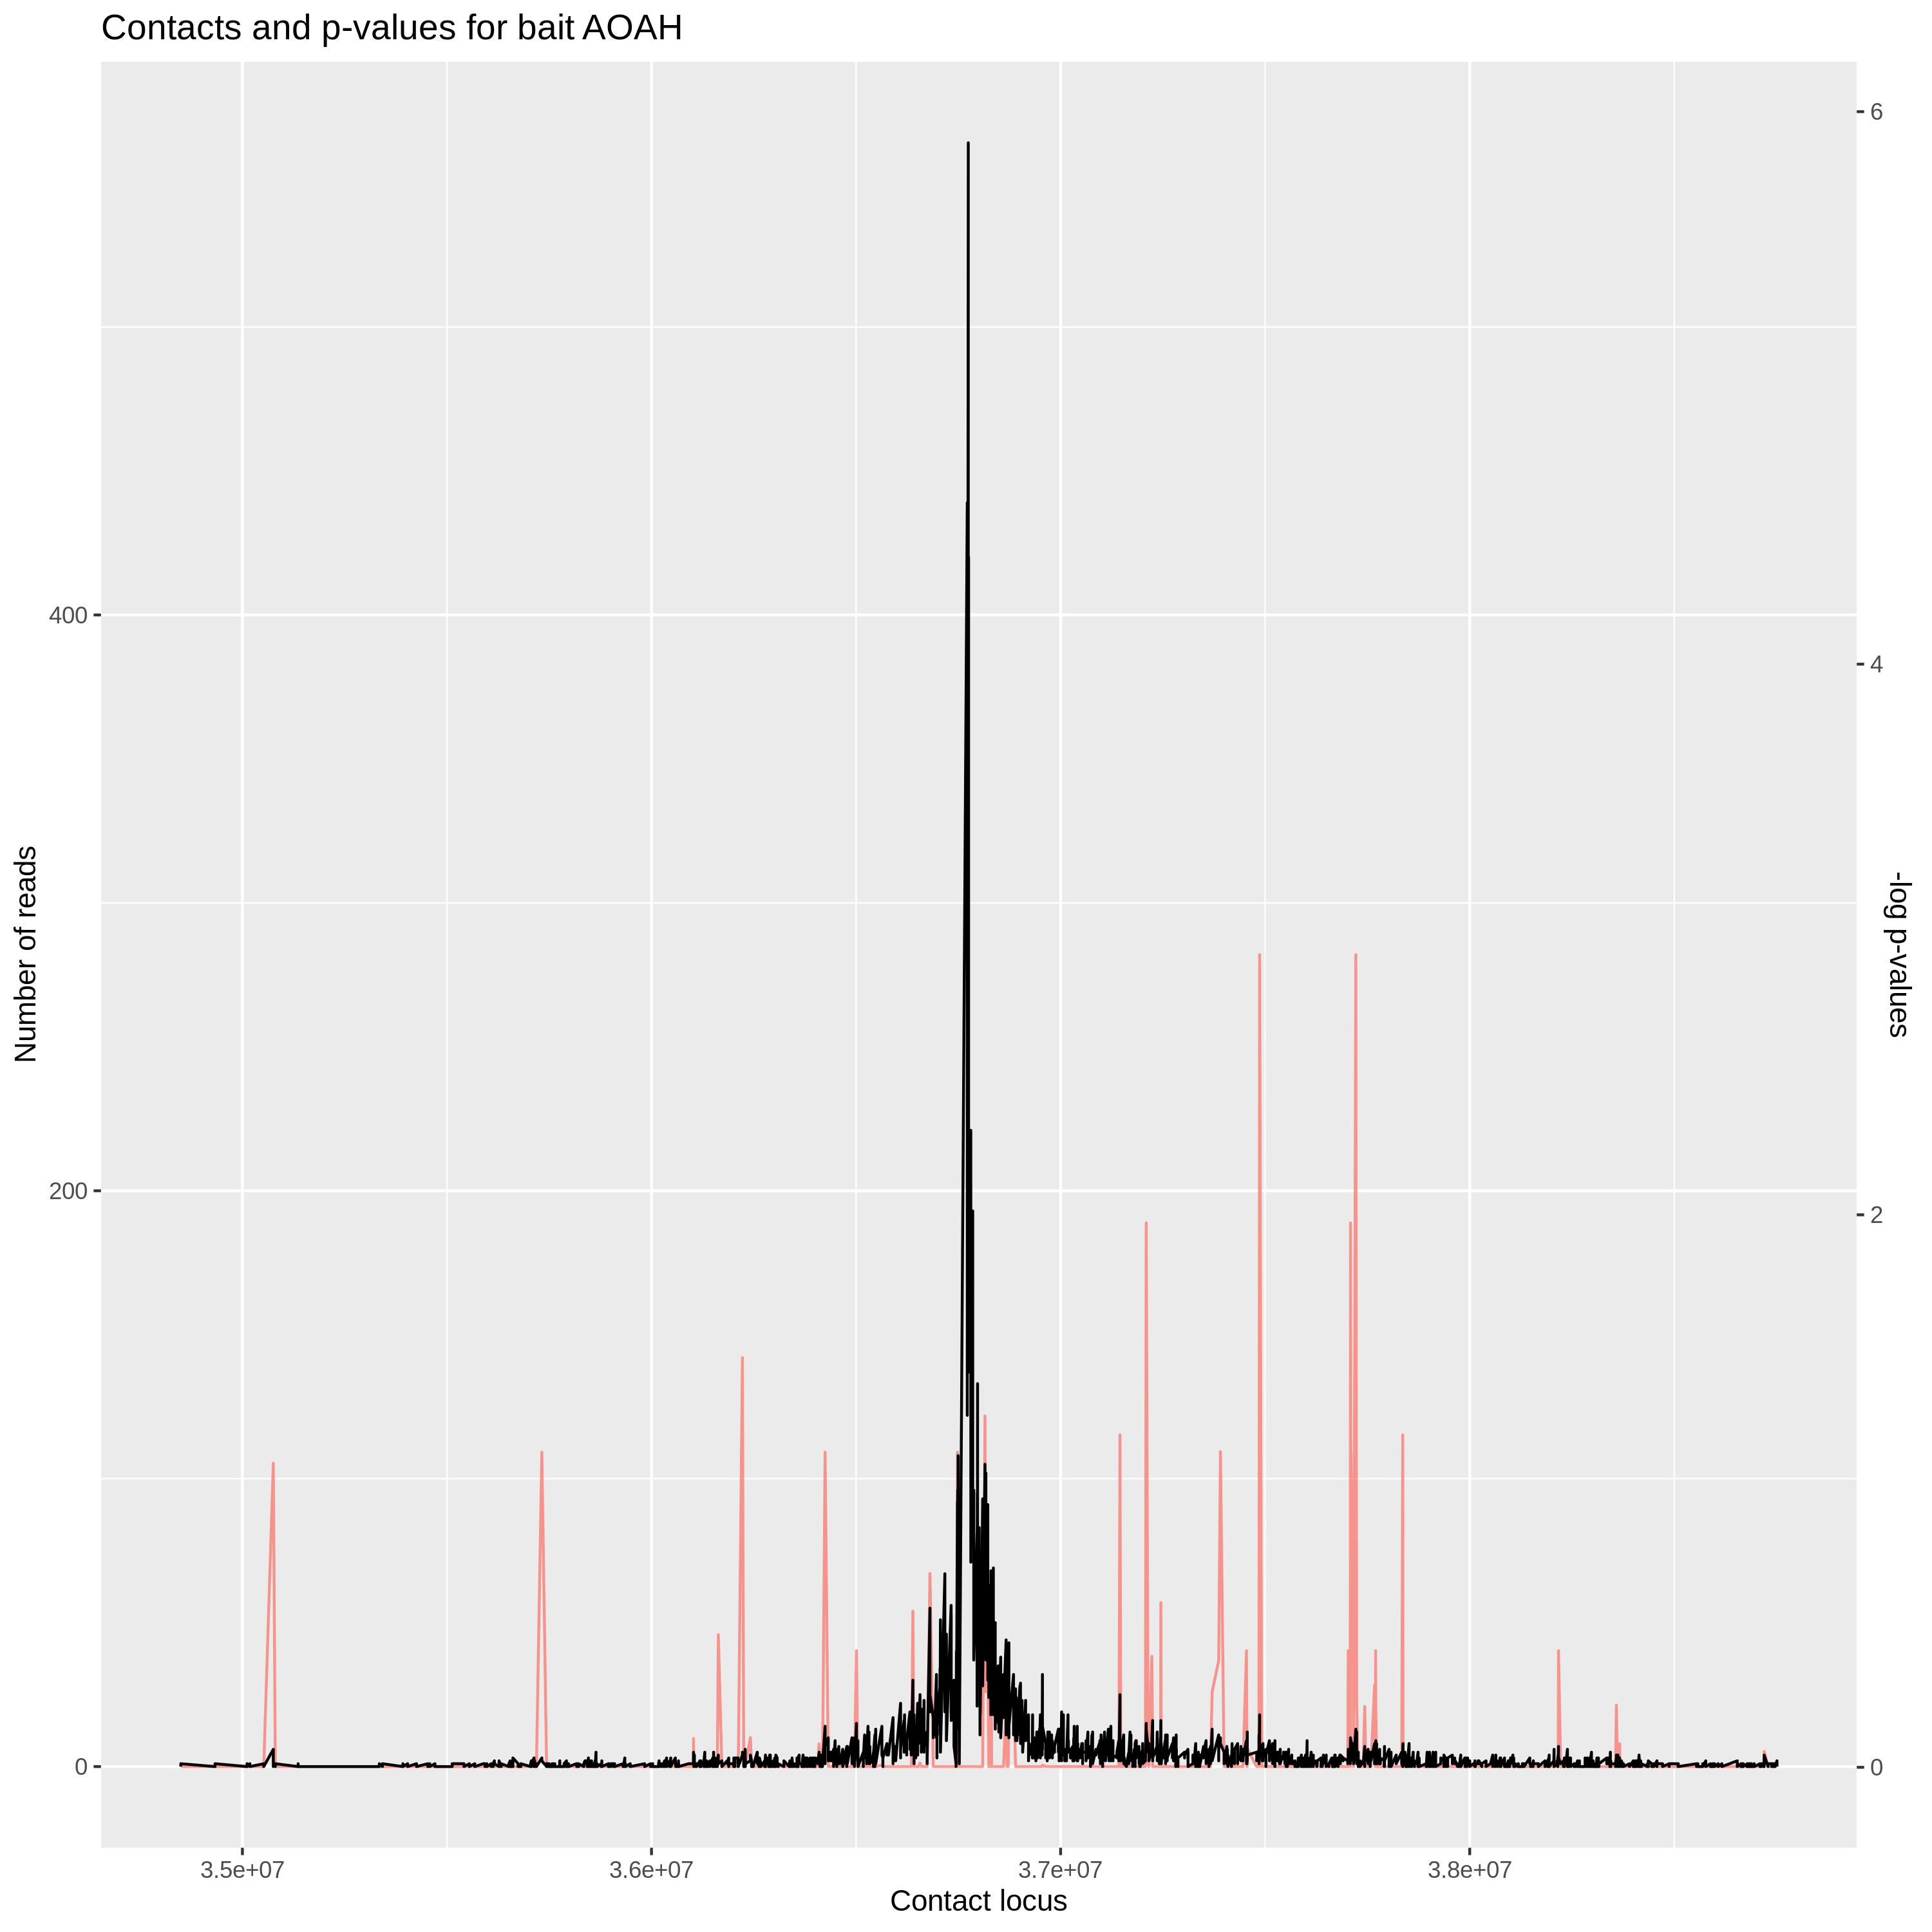 Contacts and p-values for bait AOAH
Number of reads
400
200
0
6
4
2
0
-log p-values
3.5e+07
3.6e+07
3.7e+07
3.8e+07
Contact locus